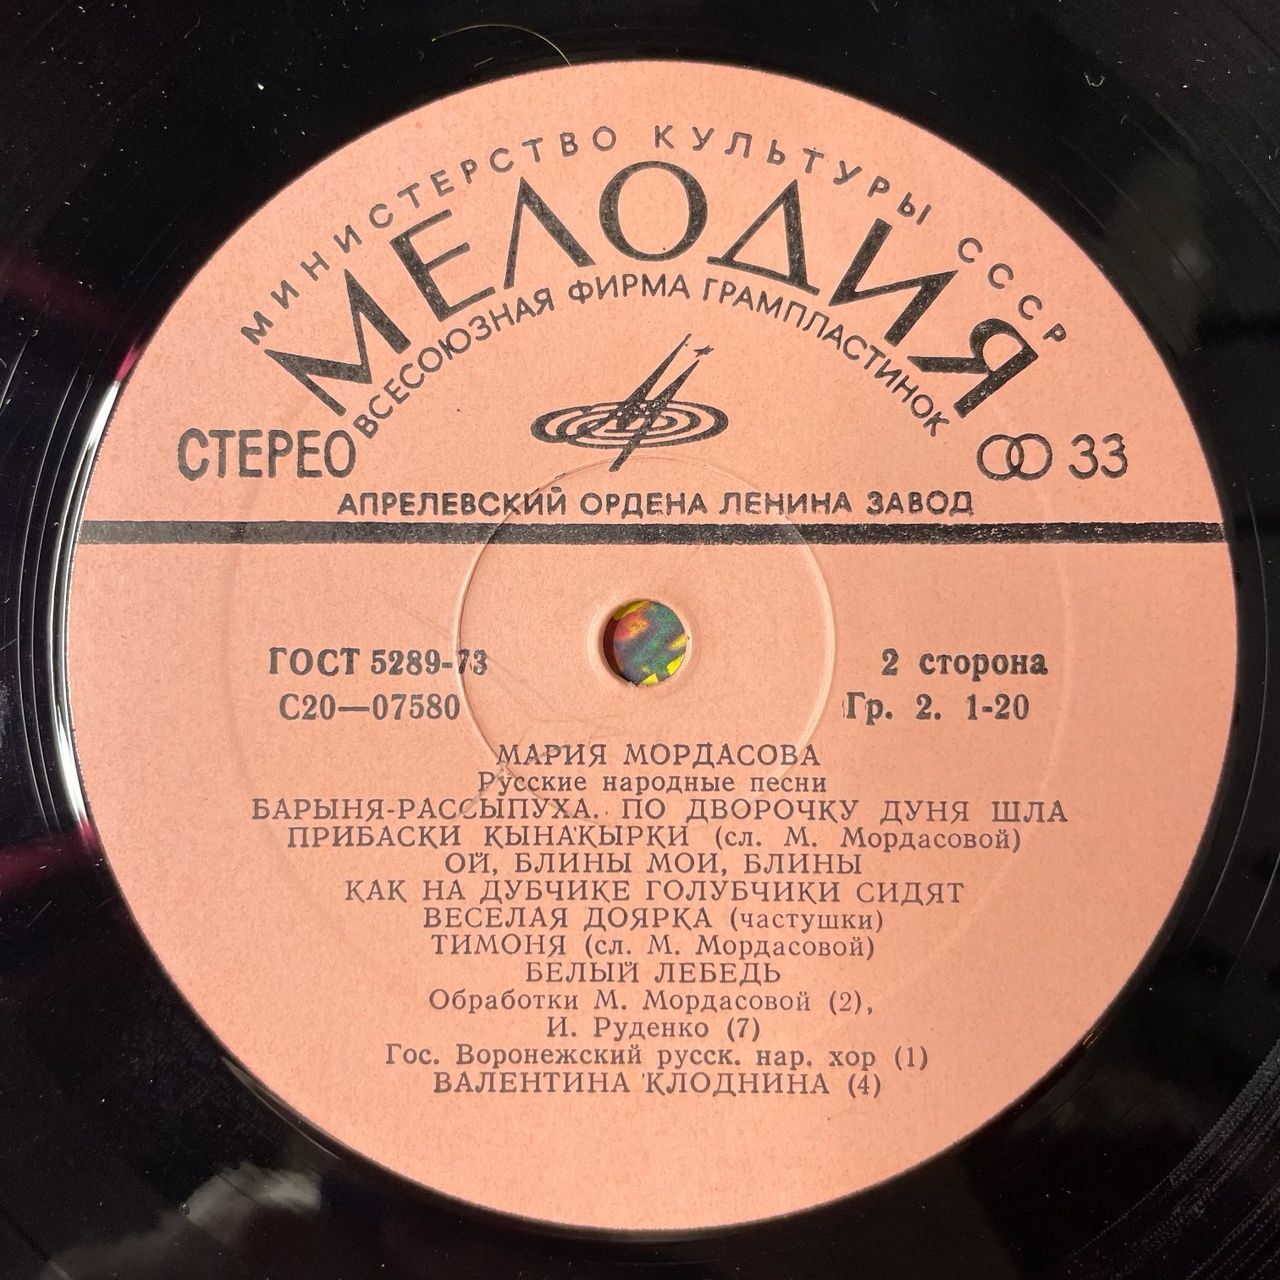 МИНИСТЕРСТВО КУЛЬТУРЫ СССР
МЕЛОДИЯ
ВСЕСОЮЗНАЯ ФИРМА ГРАМПЛАСТИНОК
СТЕРЕО
33
АПРЕЛЕВСКИЙ ОРДЕНА ЛЕНИНА ЗАВОД
ГОСТ 5289-73
2 сторона
С20—07580
Гр. 2. 1-20
МАРИЯ МОРДАСОВА
Русские народные песни
БАРЫНЯ-РАССЫПУХА. ПО ДВОРОЧКУ ДУНЯ ШЛА
ПРИБАСКИ КЫНАКЫРКИ (сл. М. Мордасовой)
ОЙ, БЛИНЫ МОИ, БЛИНЫ
КАК НА ДУБЧИКЕ ГОЛУБЧИКИ СИДЯТ
ВЕСЕЛАЯ ДОЯРКА (частушки)
ТИМОНЯ (сл. М. Мордасовой)
БЕЛЫЙ ЛЕБЕДЬ
Обработки М. Мордасовой (2),
И. Руденко (7)
Гос. Воронежский русск. нар. хор (1)
ВАЛЕНТИНА КЛОДНИНА (4)